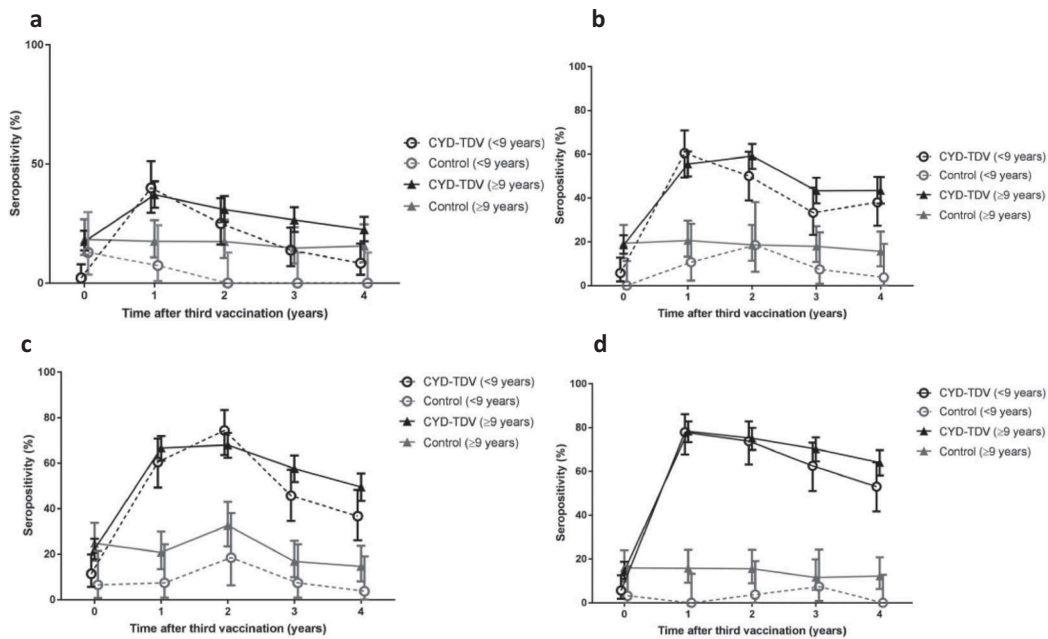 a
100
50
0
Seropositivity (%)
0 1 2 3 4
Time after third vaccination (years)
CYD-TDV (<9 years)
Control (<9 years)
CYD-TDV (≥9 years)
Control (≥9 years)
b
100
80
60
40
20
0
Seropositivity (%)
0 1 2 3 4
Time after third vaccination (years)
CYD-TDV (<9 years)
Control (<9 years)
CYD-TDV (≥9 years)
Control (≥9 years)
c
100
80
60
40
20
0
Seropositivity (%)
0 1 2 3 4
Time after third vaccination (years)
CYD-TDV (<9 years)
Control (<9 years)
CYD-TDV (≥9 years)
Control (≥9 years)
d
100
80
60
40
20
0
Seropositivity (%)
0 1 2 3 4
Time after third vaccination (years)
CYD-TDV (<9 years)
Control (<9 years)
CYD-TDV (≥9 years)
Control (≥9 years)